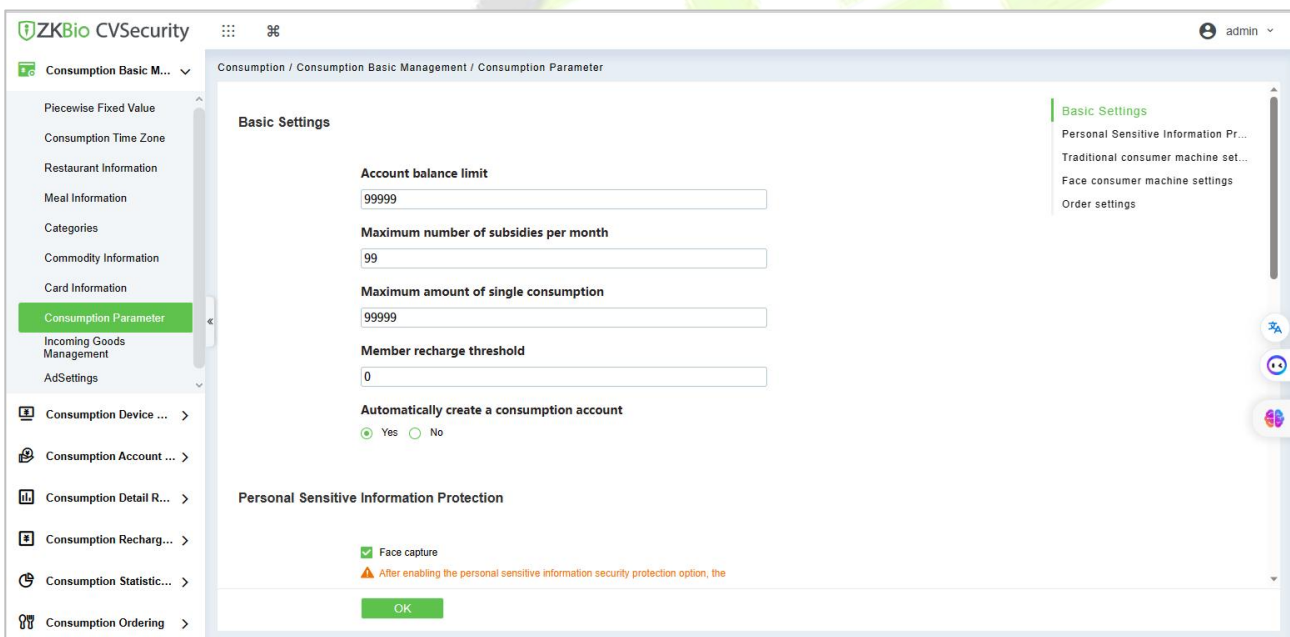 ZKBio CVSecurity
admin
Consumption Basic M...
Consumption / Consumption Basic Management / Consumption Parameter
Piecewise Fixed Value
Consumption Time Zone
Restaurant Information
Meal Information
Categories
Commodity Information
Card Information
Consumption Parameter
Incoming Goods
Management
AdSettings
Consumption Device ...
Consumption Account ...
Consumption Detail R...
Consumption Recharg...
Consumption Statistic...
Consumption Ordering
Basic Settings
Account balance limit
99999
Maximum number of subsidies per month
99
Maximum amount of single consumption
99999
Member recharge threshold
0
Automatically create a consumption account
Yes No
Personal Sensitive Information Protection
Face capture
After enabling the personal sensitive information security protection option, the
OK
Basic Settings
Personal Sensitive Information Pr...
Traditional consumer machine set...
Face consumer machine settings
Order settings